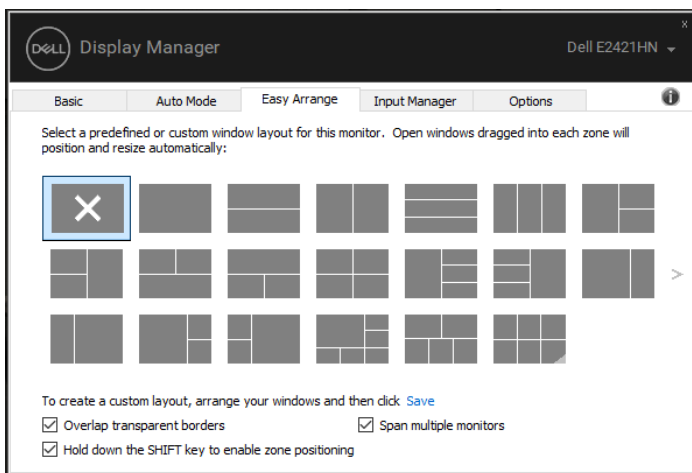 DELL Display Manager
Dell E2421HN
Basic Auto Mode Easy Arrange Input Manager Options
Select a predefined or custom window layout for this monitor. Open windows dragged into each zone will
position and resize automatically:
To create a custom layout, arrange your windows and then click Save
Overlap transparent borders
Span multiple monitors
Hold down the SHIFT key to enable zone positioning